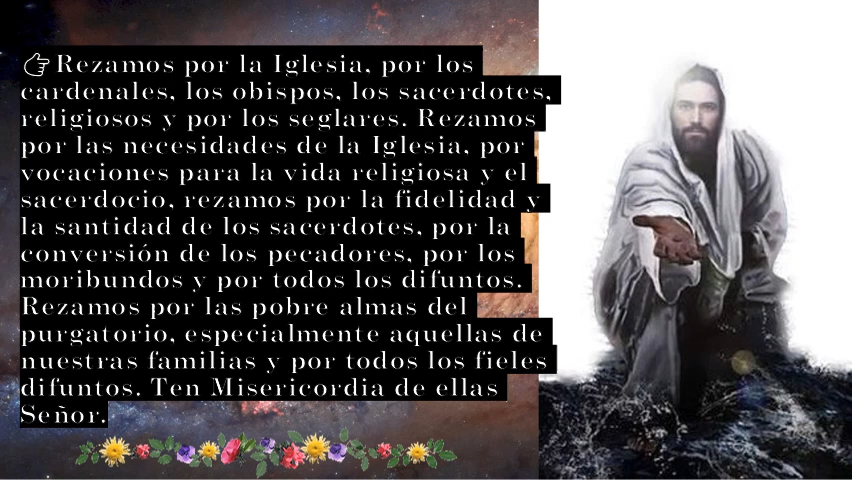 👉Rezamos por la Iglesia, por los
cardenales, los obispos, los sacerdotes,
religiosos y por los seglares. Rezamos
por las necesidades de la Iglesia, por
vocaciones para la vida religiosa y el
sacerdocio, rezamos por la fidelidad y
la santidad de los sacerdotes, por la
conversión de los pecadores, por los
moribundos y por todos los difuntos.
Rezamos por las pobre almas del
purgatorio, especialmente aquellas de
nuestras familias y por todos los fieles
difuntos. Ten Misericordia de ellas
Señor.